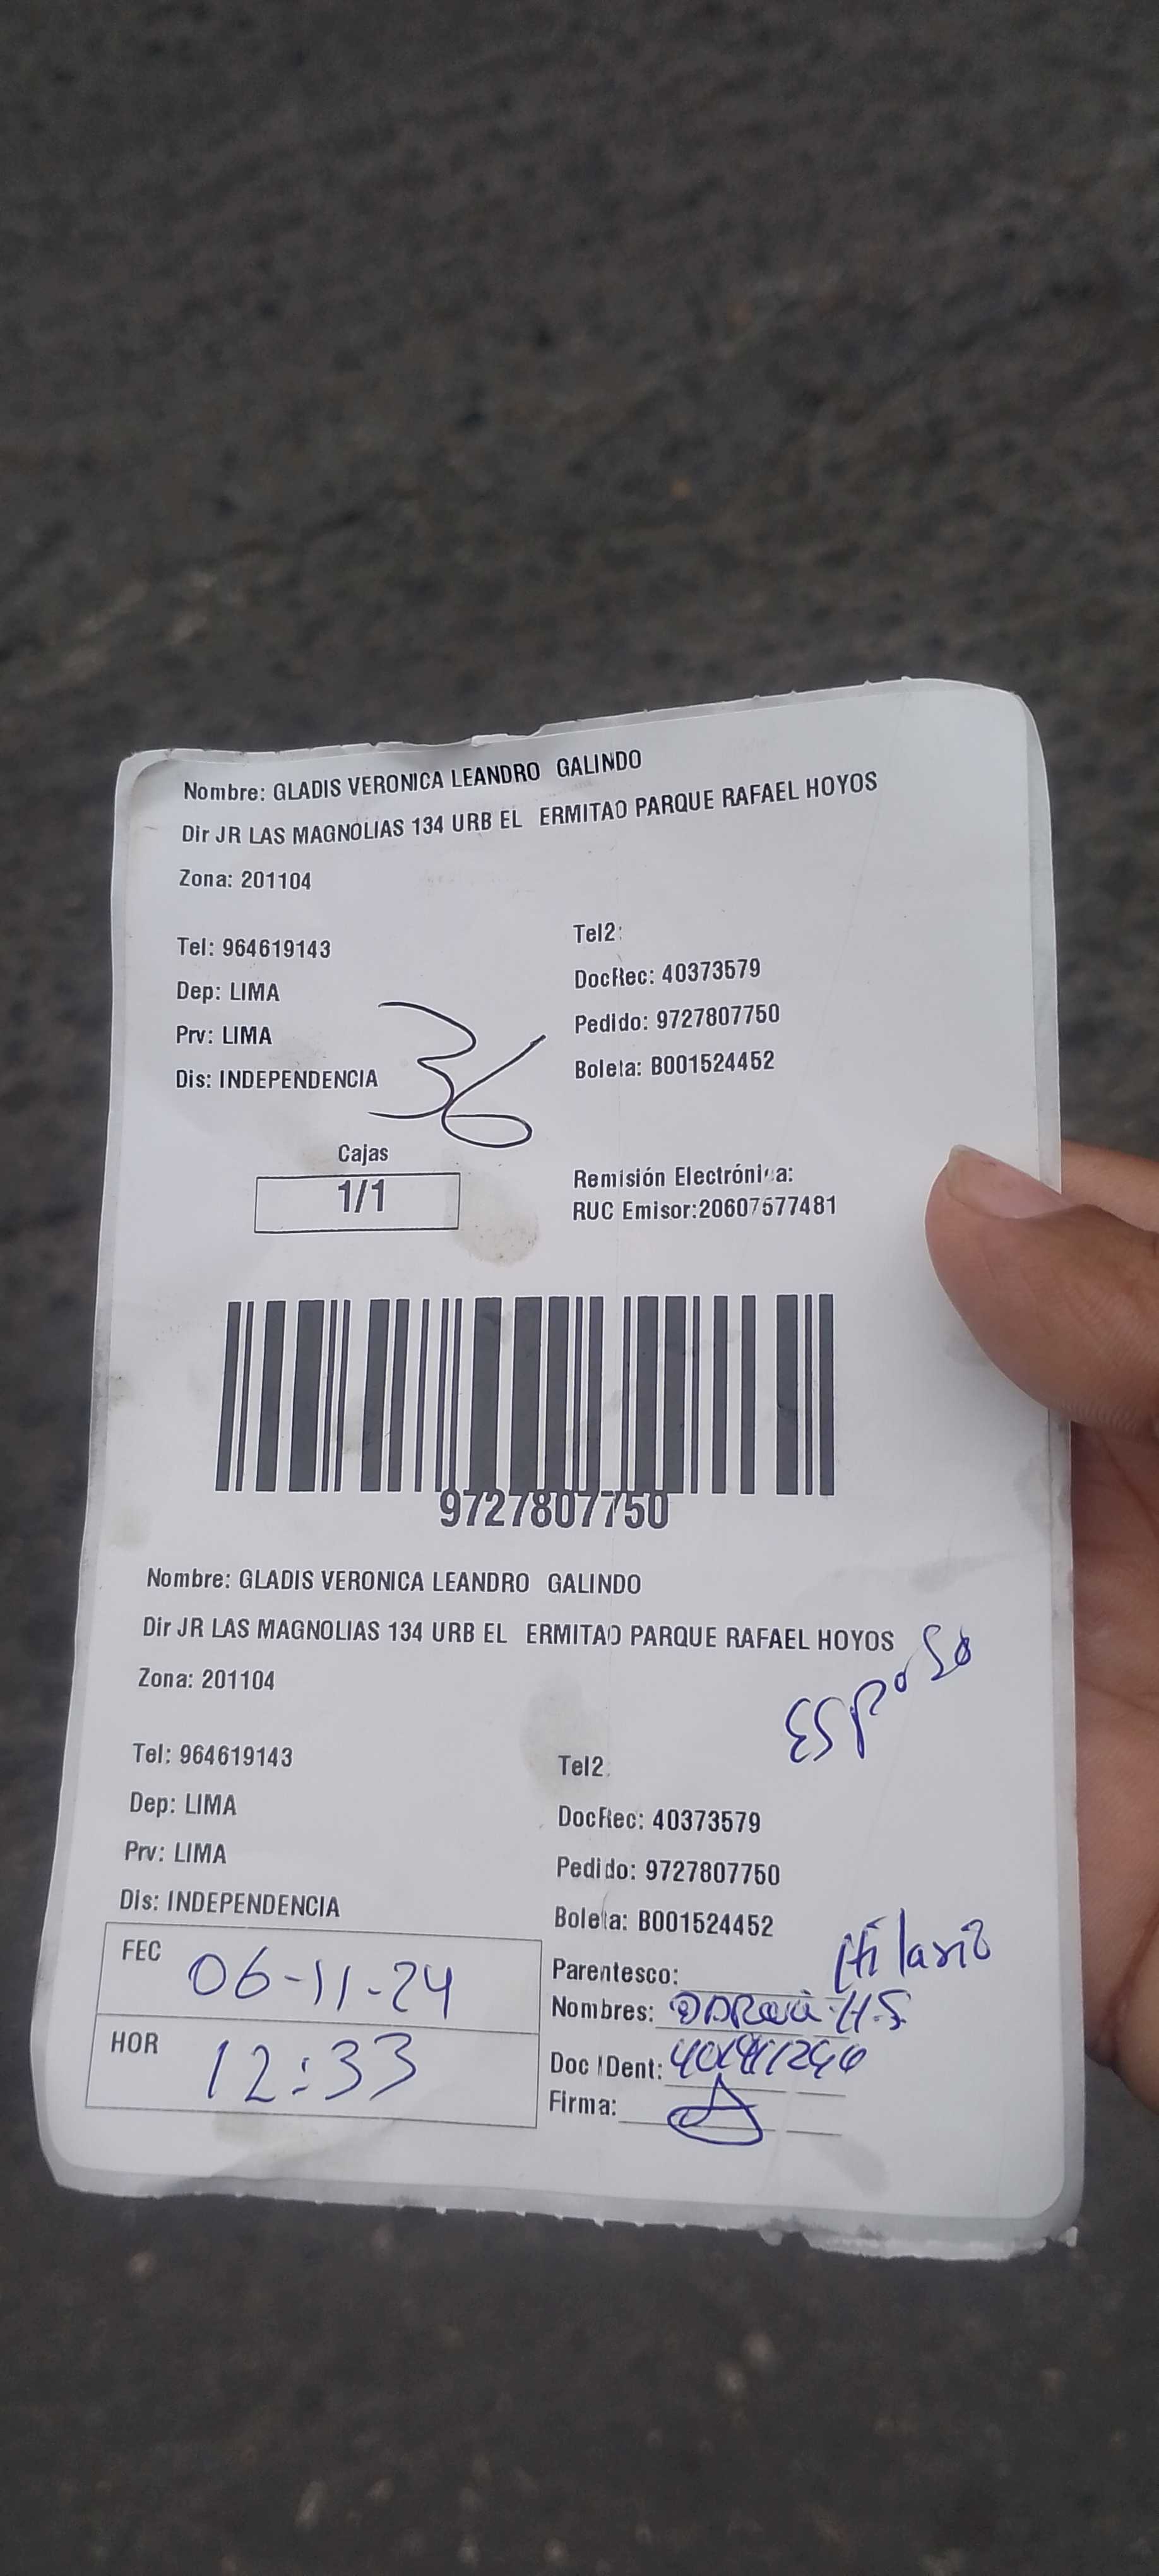 Nombre: GLADIS VERONICA LEANDRO GALINDO
Dir JR LAS MAGNOLIAS 134 URB EL ERMITAO PARQUE RAFAEL HOYOS
Zona: 201104
Tel: 964619143
Dep: LIMA
Prv: LIMA
Dis: INDEPENDENCIA
36
Tel2:
DocRec: 40373579
Pedido: 9727807750
Boleta: B001524452
Cajas
1/1
Remisión Electrónica:
RUC Emisor:20607677481
9727807750
Nombre: GLADIS VERONICA LEANDRO GALINDO
Dir JR LAS MAGNOLIAS 134 URB EL ERMITAO PARQUE RAFAEL HOYOS
Esposo
Zona: 201104
Tel: 964619143
Dep: LIMA
Prv: LIMA
Dis: INDEPENDENCIA
Tel2:
DocRec: 40373579
Pedido: 9727807750
Boleta: B001524452
FEC 06-11-24
HOR 12:33
Parentesco: Hilario
Nombres: H.S.
Doc IDent:
Firma: